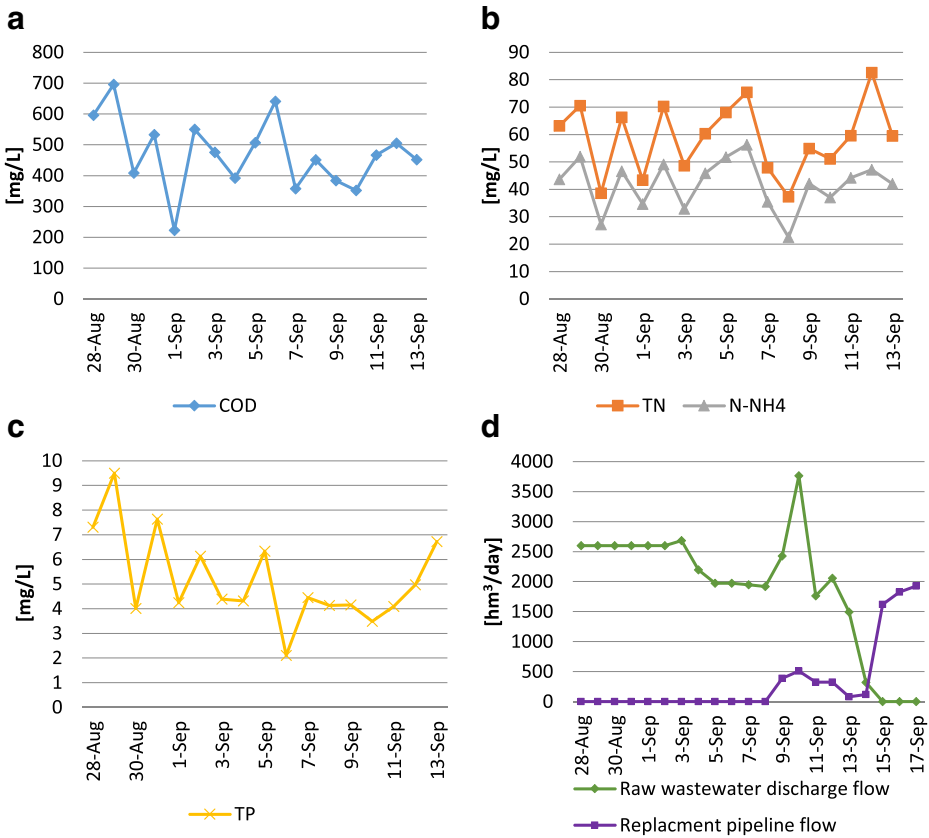 a
800
700
600
500
400
300
200
100
0
[mg/L]
28-Aug
30-Aug
1-Sep
3-Sep
5-Sep
7-Sep
9-Sep
11-Sep
13-Sep
COD
b
90
80
70
60
50
40
30
20
10
0
[mg/L]
28-Aug
30-Aug
1-Sep
3-Sep
5-Sep
7-Sep
9-Sep
11-Sep
13-Sep
TN
N-NH4
c
10
9
8
7
6
5
4
3
2
1
0
[mg/L]
28-Aug
30-Aug
1-Sep
3-Sep
5-Sep
7-Sep
9-Sep
11-Sep
13-Sep
TP
d
4000
3500
3000
2500
2000
1500
1000
500
0
[hm³/day]
28-Aug
30-Aug
1-Sep
3-Sep
5-Sep
7-Sep
9-Sep
11-Sep
13-Sep
15-Sep
17-Sep
Raw wastewater discharge flow
Replacment pipeline flow